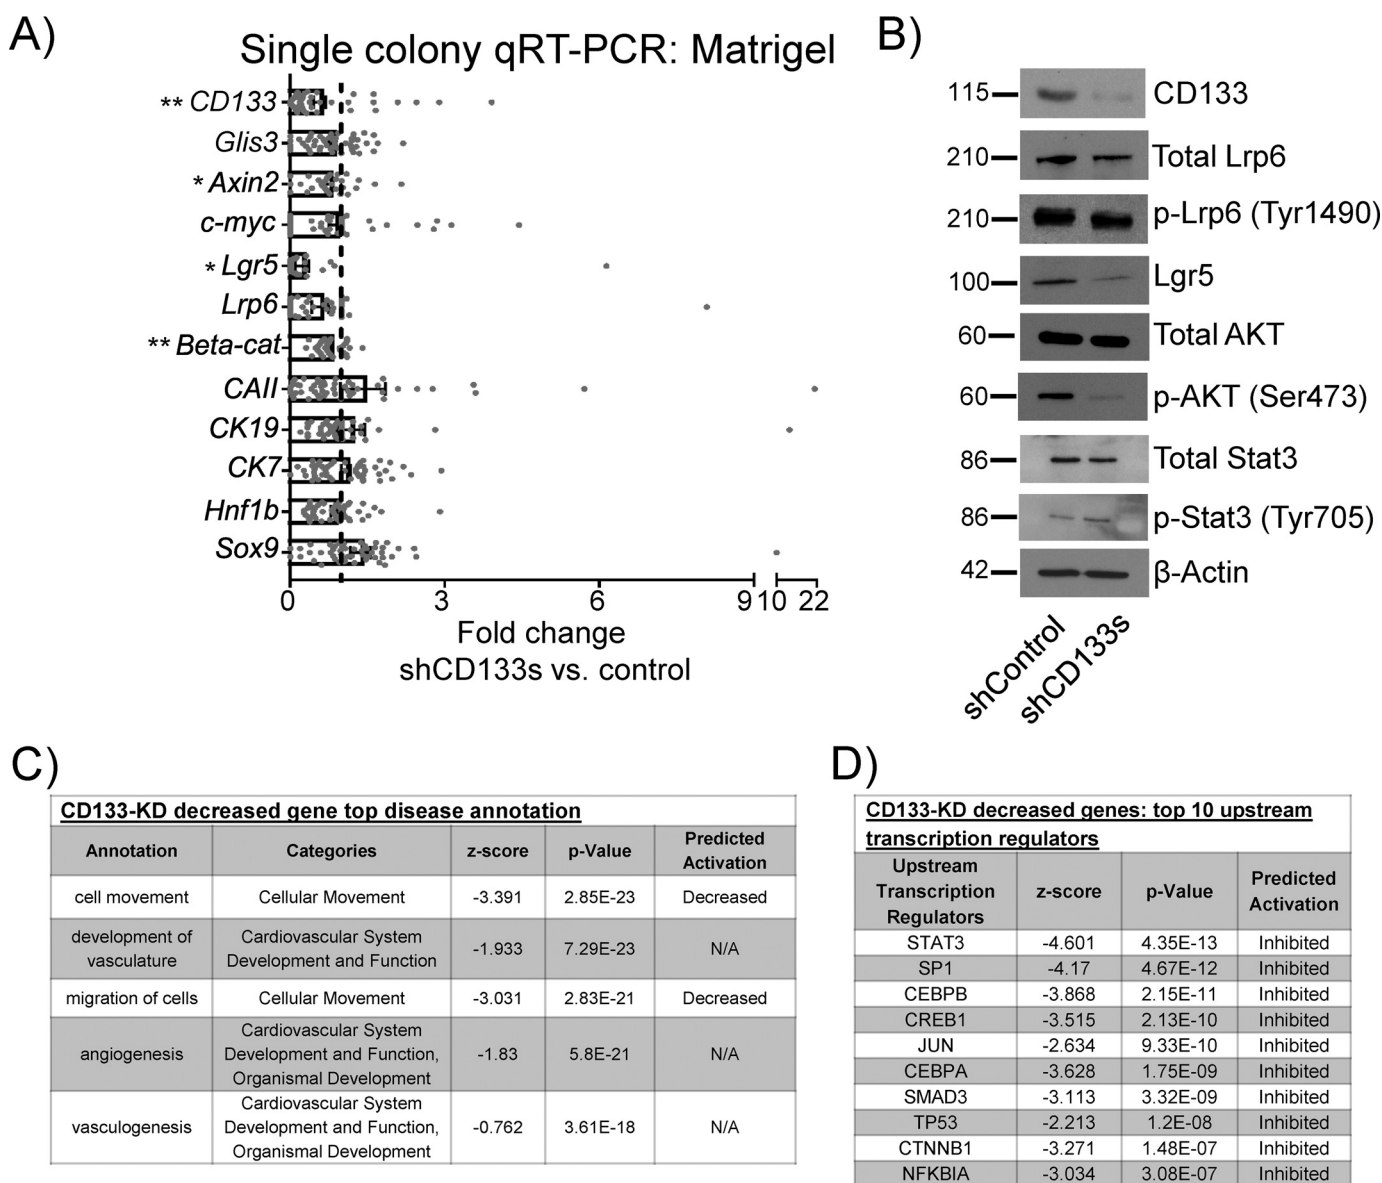 A)
Single colony qRT-PCR: Matrigel
** CD133
Glis3
* Axin2
c-myc
* Lgr5
Lrp6
** Beta-cat
CAII
CK19
CK7
Hnf1b
Sox9
0 3 6 9 10 22
Fold change
shCD133s vs. control
B)
115 CD133
210 Total Lrp6
210 p-Lrp6 (Tyr1490)
100 Lgr5
60 Total AKT
60 p-AKT (Ser473)
86 Total Stat3
86 p-Stat3 (Tyr705)
42 β-Actin
shControl
shCD133s
C)
CD133-KD decreased gene top disease annotation
Annotation Categories z-score p-Value Predicted Activation
cell movement Cellular Movement -3.391 2.85E-23 Decreased
development of vasculature Cardiovascular System Development and Function -1.933 7.29E-23 N/A
migration of cells Cellular Movement -3.031 2.83E-21 Decreased
angiogenesis Cardiovascular System Development and Function, Organismal Development -1.83 5.8E-21 N/A
vasculogenesis Cardiovascular System Development and Function, Organismal Development -0.762 3.61E-18 N/A
D)
CD133-KD decreased genes: top 10 upstream
transcription regulators
Upstream Transcription Regulators z-score p-Value Predicted Activation
STAT3 -4.601 4.35E-13 Inhibited
SP1 -4.17 4.67E-12 Inhibited
CEBPB -3.868 2.15E-11 Inhibited
CREB1 -3.515 2.13E-10 Inhibited
JUN -2.634 9.33E-10 Inhibited
CEBPA -3.628 1.75E-09 Inhibited
SMAD3 -3.113 3.32E-09 Inhibited
TP53 -2.213 1.2E-08 Inhibited
CTNNB1 -3.271 1.48E-07 Inhibited
NFKBIA -3.034 3.08E-07 Inhibited